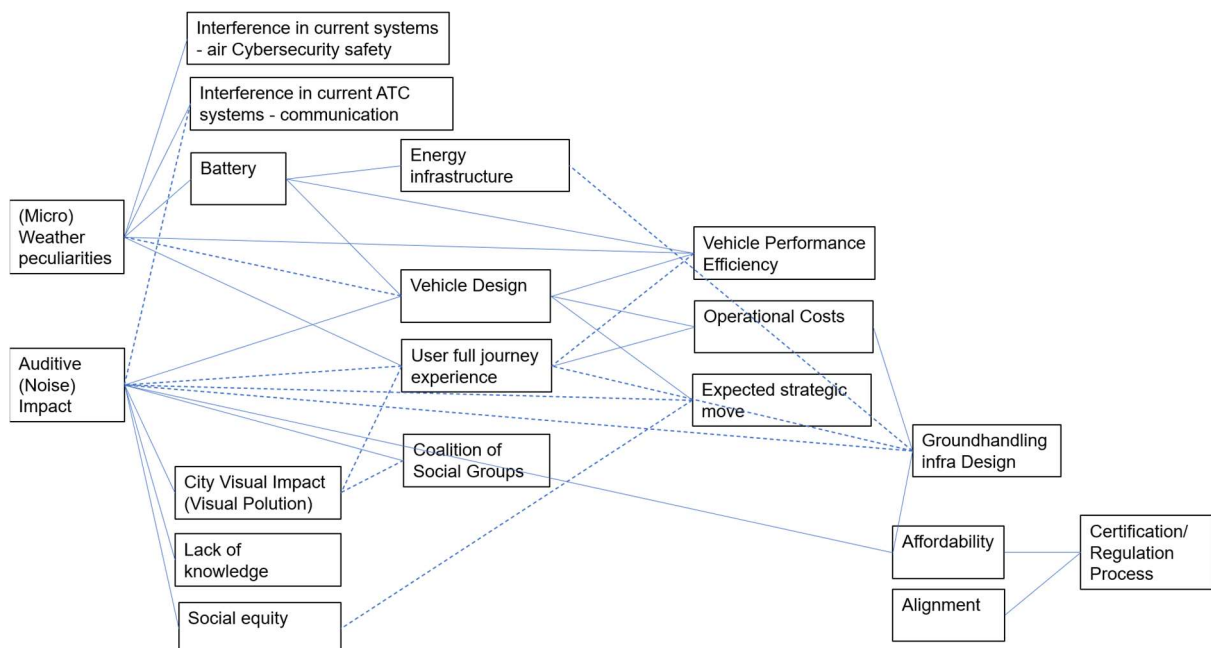 Interference in current systems
- air Cybersecurity safety
Interference in current ATC
systems - communication
Battery
Energy
infrastructure
(Micro)
Weather
peculiarities
Vehicle Performance
Efficiency
Vehicle Design
Operational Costs
Auditive
(Noise)
Impact
User full journey
experience
Expected strategic
move
Groundhandling
infra Design
Coalition of
Social Groups
City Visual Impact
(Visual Polution)
Lack of
knowledge
Affordability
Certification/
Regulation
Process
Social equity
Alignment